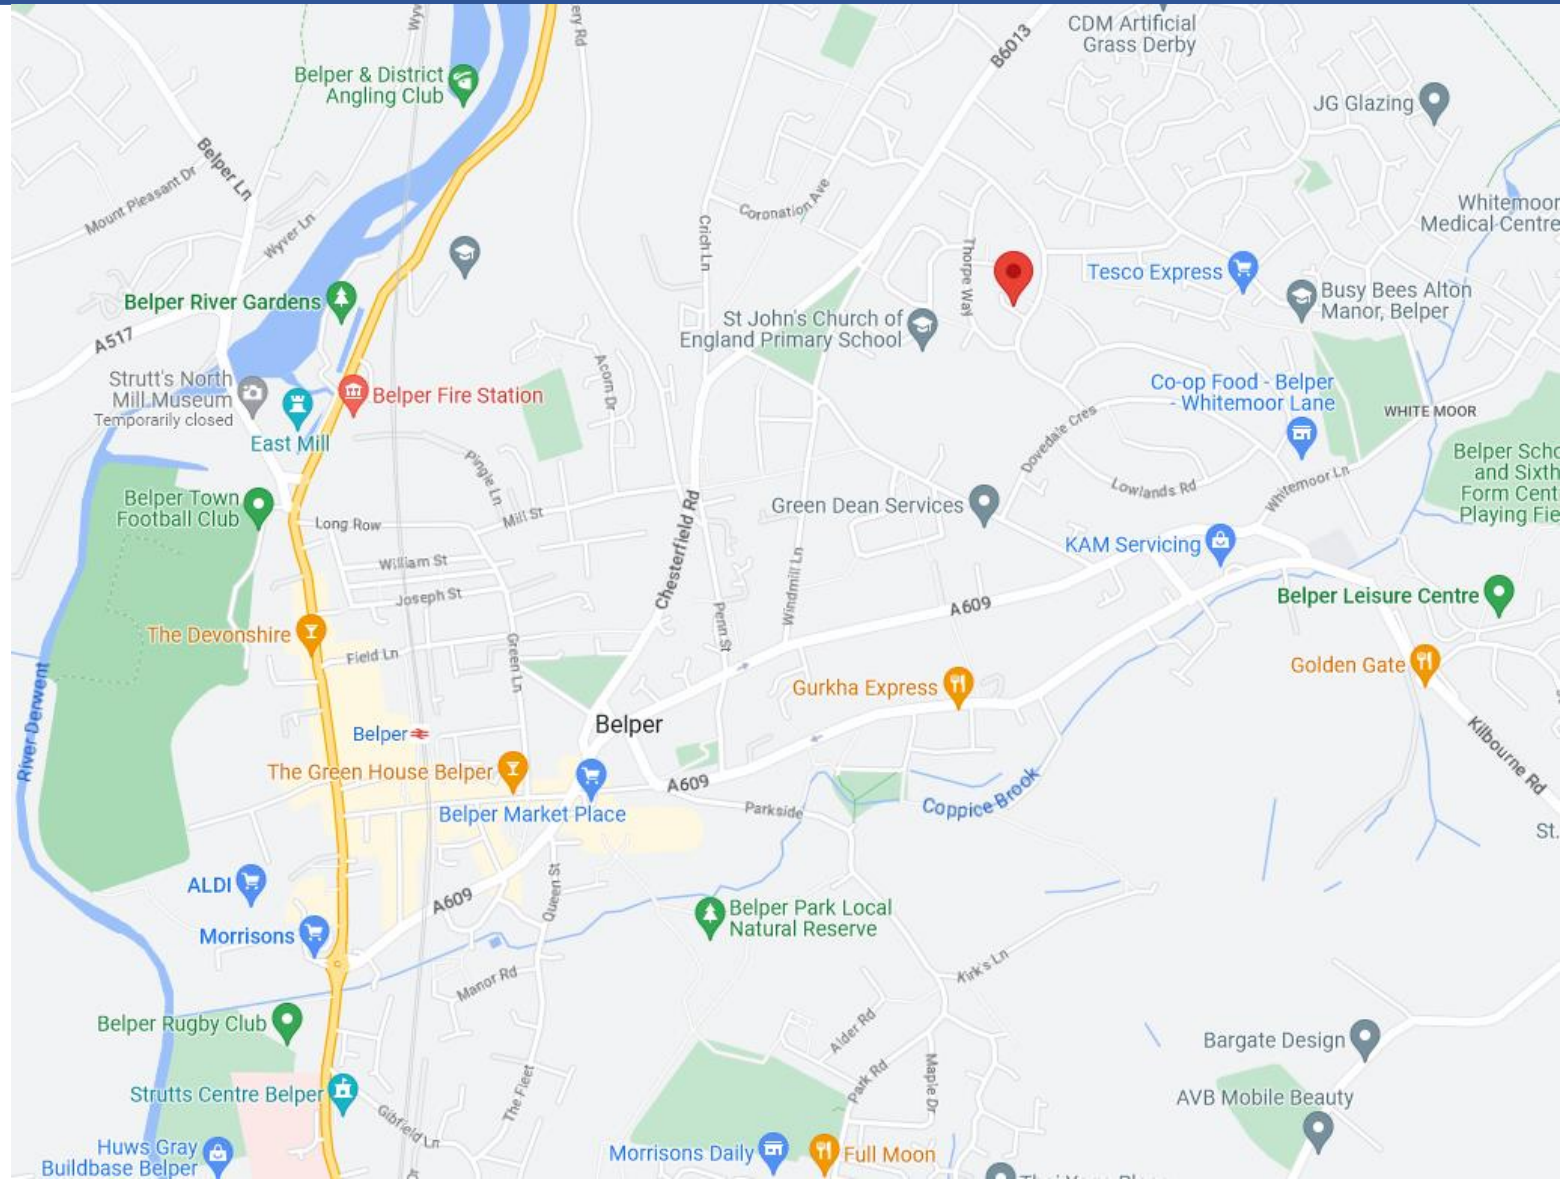 CDM Artificial
Grass Derby
B6013
Belper & District
Angling Club
JG Glazing
Belper Ln
Mount Pleasant Dr
Wyver Ln
Coronation Ave
Crich Ln
Whitemoor
Medical Centre
Thorpe Way
Tesco Express
Busy Bees Alton
Manor, Belper
Belper River Gardens
A517
St John's Church of
England Primary School
Strutt's North
Mill Museum
Temporarily closed
Belper Fire Station
Acorn Dr
East Mill
Co-op Food - Belper
- Whitemoor Lane
WHITE MOOR
Dovedale Cres
Lowlands Rd
Whitemoor Ln
Belper Scho
and Sixth
Form Cent
Playing Fie
Pingle Ln
Mill St
Belper Town
Football Club
Long Row
Green Dean Services
William St
Joseph St
Chesterfield Rd
Windmill Ln
KAM Servicing
A609
Penn St
Belper Leisure Centre
The Devonshire
Field Ln
Green Ln
Gurkha Express
Golden Gate
River Derwent
Belper
Belper
Kilbourne Rd
The Green House Belper
A609
Belper Market Place
Parkside
Coppice Brook
St.
ALDI
A609
Queen St
Morrisons
Belper Park Local
Natural Reserve
Manor Rd
Kirk's Ln
Belper Rugby Club
Alder Rd
Bargate Design
Park Rd
Maple Dr
Strutts Centre Belper
The Fleet
Gibfield Ln
AVB Mobile Beauty
Huws Gray
Buildbase Belper
Morrisons Daily
Full Moon